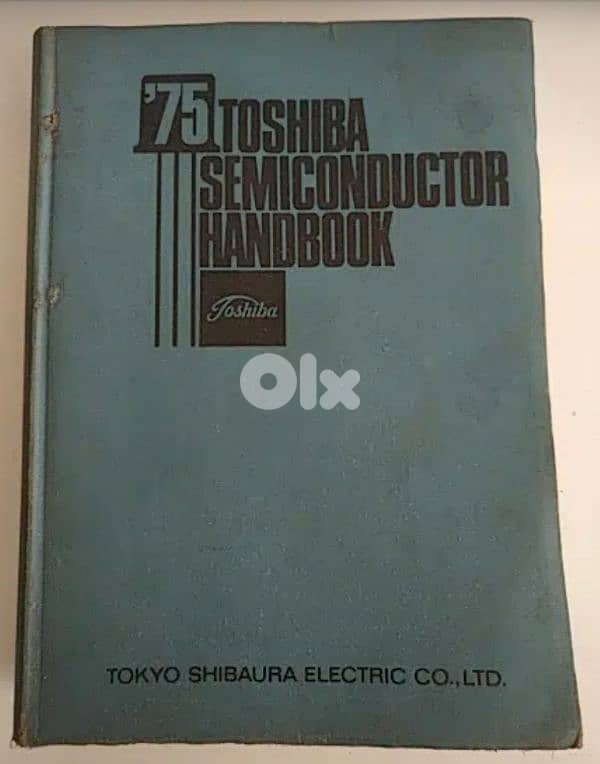 '75 TOSHIBA
SEMICONDUCTOR
HANDBOOK
Toshiba
Olx
TOKYO SHIBAURA ELECTRIC CO.,LTD.